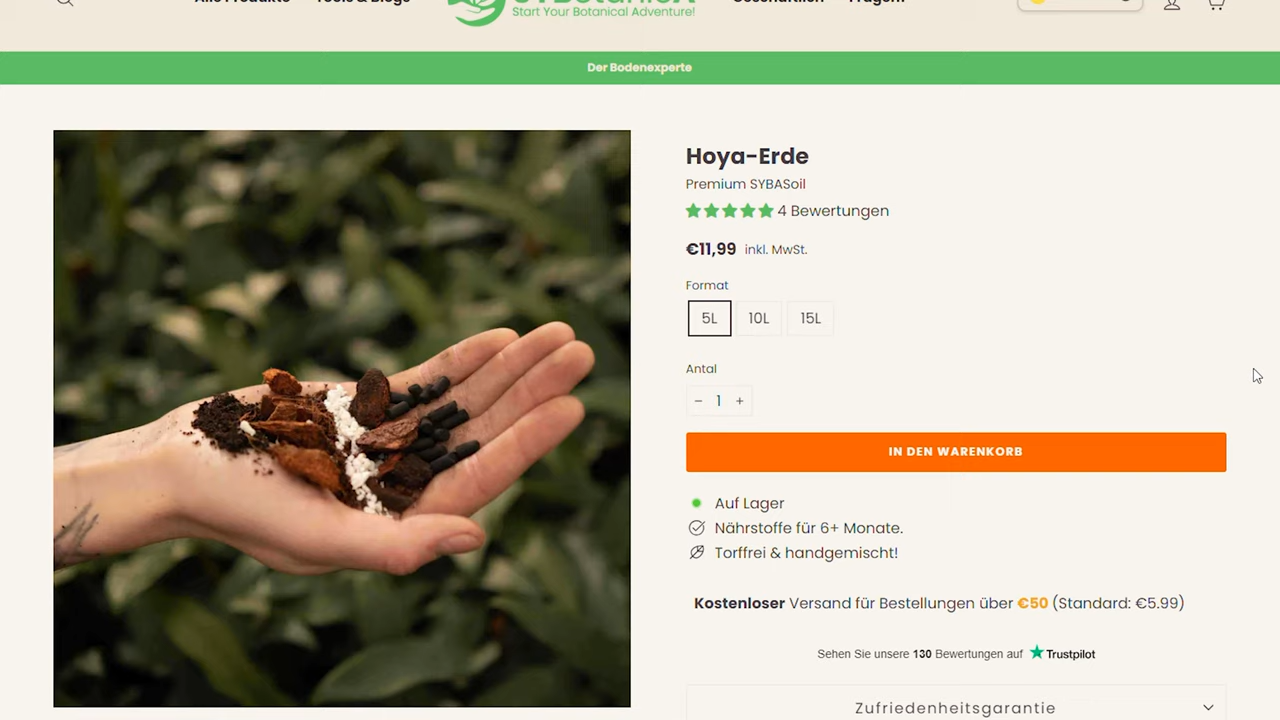 Start Your Botanical Adventure!
Der Bodenexperte
Hoya-Erde
Premium SYBASoil
4 Bewertungen
€11,99 inkl. MwSt.
Format
5L 10L 15L
Antal
− 1 +
IN DEN WARENKORB
Auf Lager
Nährstoffe für 6+ Monate.
Torffrei & handgemischt!
Kostenloser Versand für Bestellungen über €50 (Standard: €5.99)
Sehen Sie unsere 130 Bewertungen auf Trustpilot
Zufriedenheitsgarantie